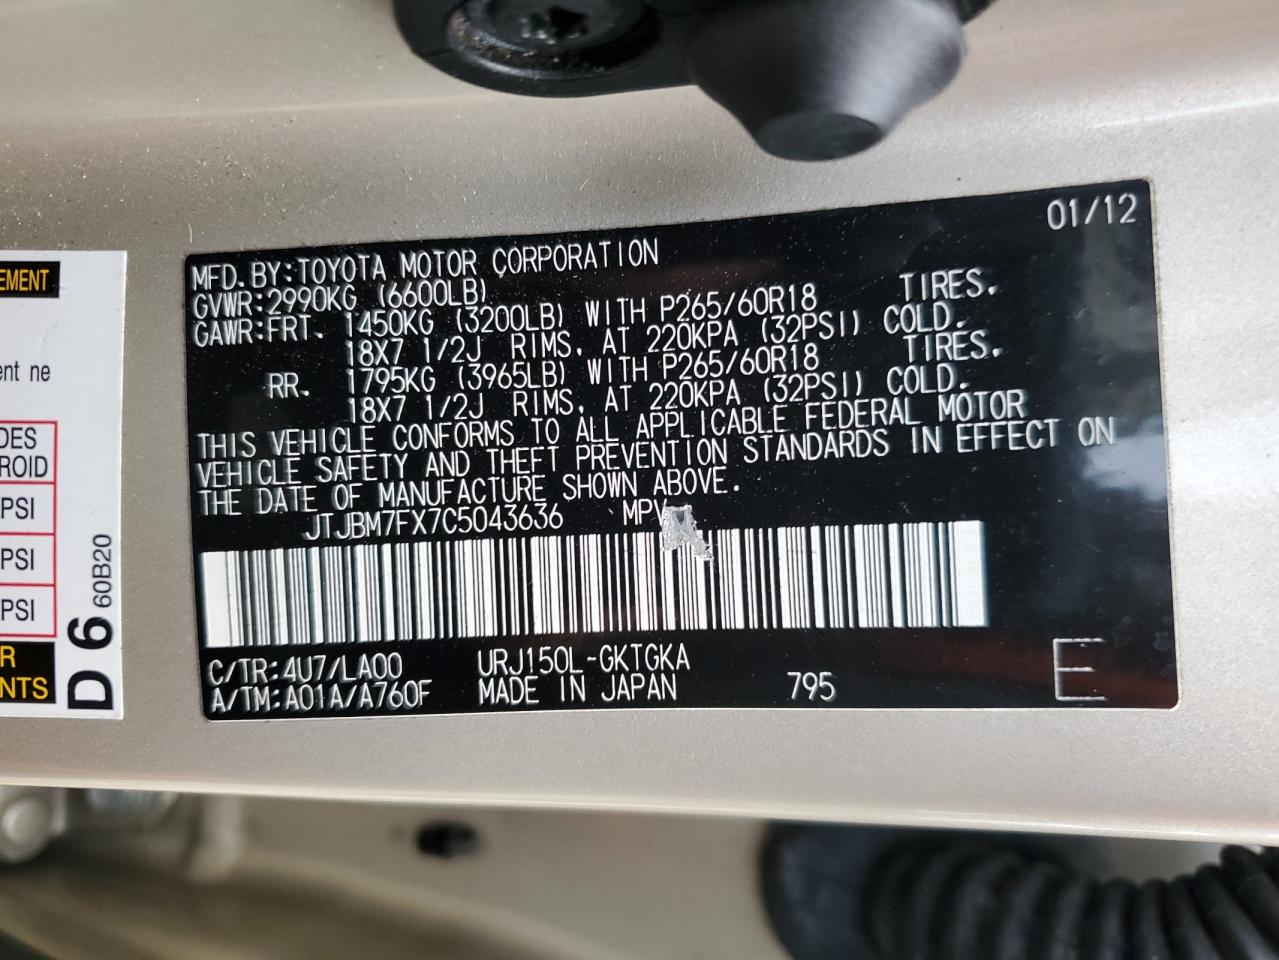 01/12
MFD.BY:TOYOTA MOTOR CORPORATION
GVWR:2990KG (6600LB)
GAWR:FRT. 1450KG (3200LB) WITH P265/60R18 TIRES.
18X7 1/2J RIMS, AT 220KPA (32PSI) COLD.
RR. 1795KG (3965LB) WITH P265/60R18 TIRES.
18X7 1/2J RIMS, AT 220KPA (32PSI) COLD.
THIS VEHICLE CONFORMS TO ALL APPLICABLE FEDERAL MOTOR
VEHICLE SAFETY AND THEFT PREVENTION STANDARDS IN EFFECT ON
THE DATE OF MANUFACTURE SHOWN ABOVE.
JTJBM7FX7C5043636 MPV
C/TR:4U7/LA00 URJ150L-GKTGKA
A/TM:A01A/A760F MADE IN JAPAN 795
E
EMENT
ent ne
DES
ROID
PSI
PSI
PSI
R
NTS
D 6 60B20